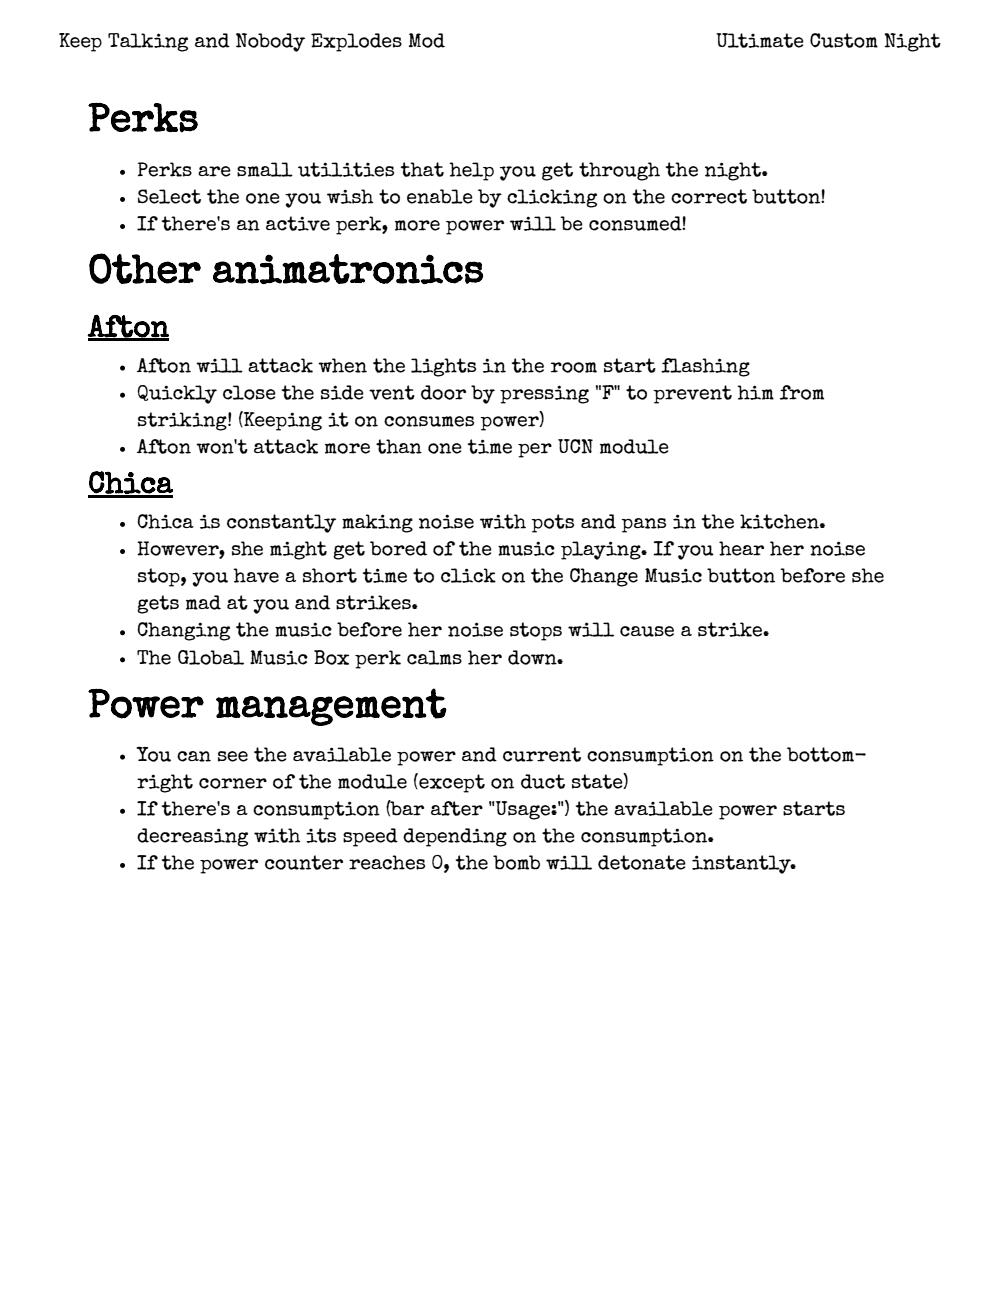 Keep Talking and Nobody Explodes Mod Ultimate Custom Night
Perks
• Perks are small utilities that help you get through the night.
• Select the one you wish to enable by clicking on the correct button!
• If there's an active perk, more power will be consumed!
Other animatronics
Afton
• Afton will attack when the lights in the room start flashing
• Quickly close the side vent door by pressing "F" to prevent him from
striking! (Keeping it on consumes power)
• Afton won't attack more than one time per UCN module
Chica
• Chica is constantly making noise with pots and pans in the kitchen.
• However, she might get bored of the music playing. If you hear her noise
stop, you have a short time to click on the Change Music button before she
gets mad at you and strikes.
• Changing the music before her noise stops will cause a strike.
• The Global Music Box perk calms her down.
Power management
• You can see the available power and current consumption on the bottom-
right corner of the module (except on duct state)
• If there's a consumption (bar after "Usage:") the available power starts
decreasing with its speed depending on the consumption.
• If the power counter reaches 0, the bomb will detonate instantly.